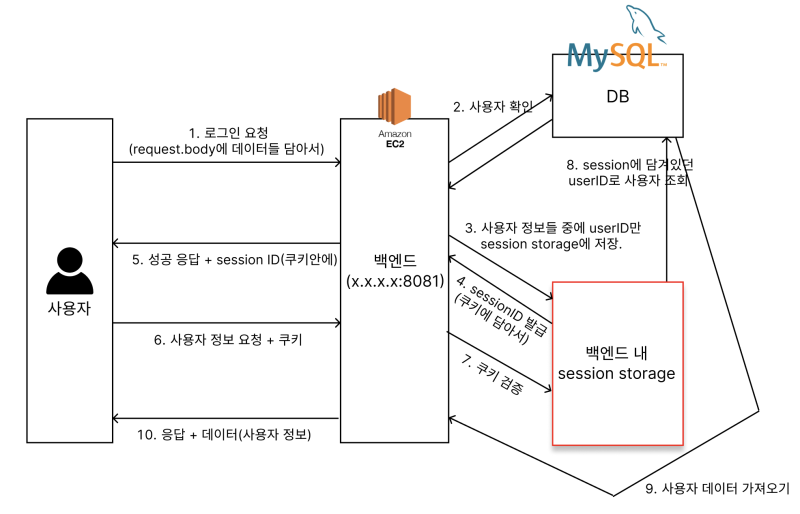 MySQL™
DB
Amazon
EC2
1. 로그인 요청
(request.body에 데이터들 담아서)
2. 사용자 확인
8. session에 담겨있던
userID로 사용자 조회
3. 사용자 정보들 중에 userID만
session storage에 저장.
5. 성공 응답 + session ID(쿠키안에)
백엔드
(x.x.x.x:8081)
4. sessionID 발급
(쿠키에 담아서)
사용자
6. 사용자 정보 요청 + 쿠키
백엔드 내
session storage
7. 쿠키 검증
10. 응답 + 데이터(사용자 정보)
9. 사용자 데이터 가져오기